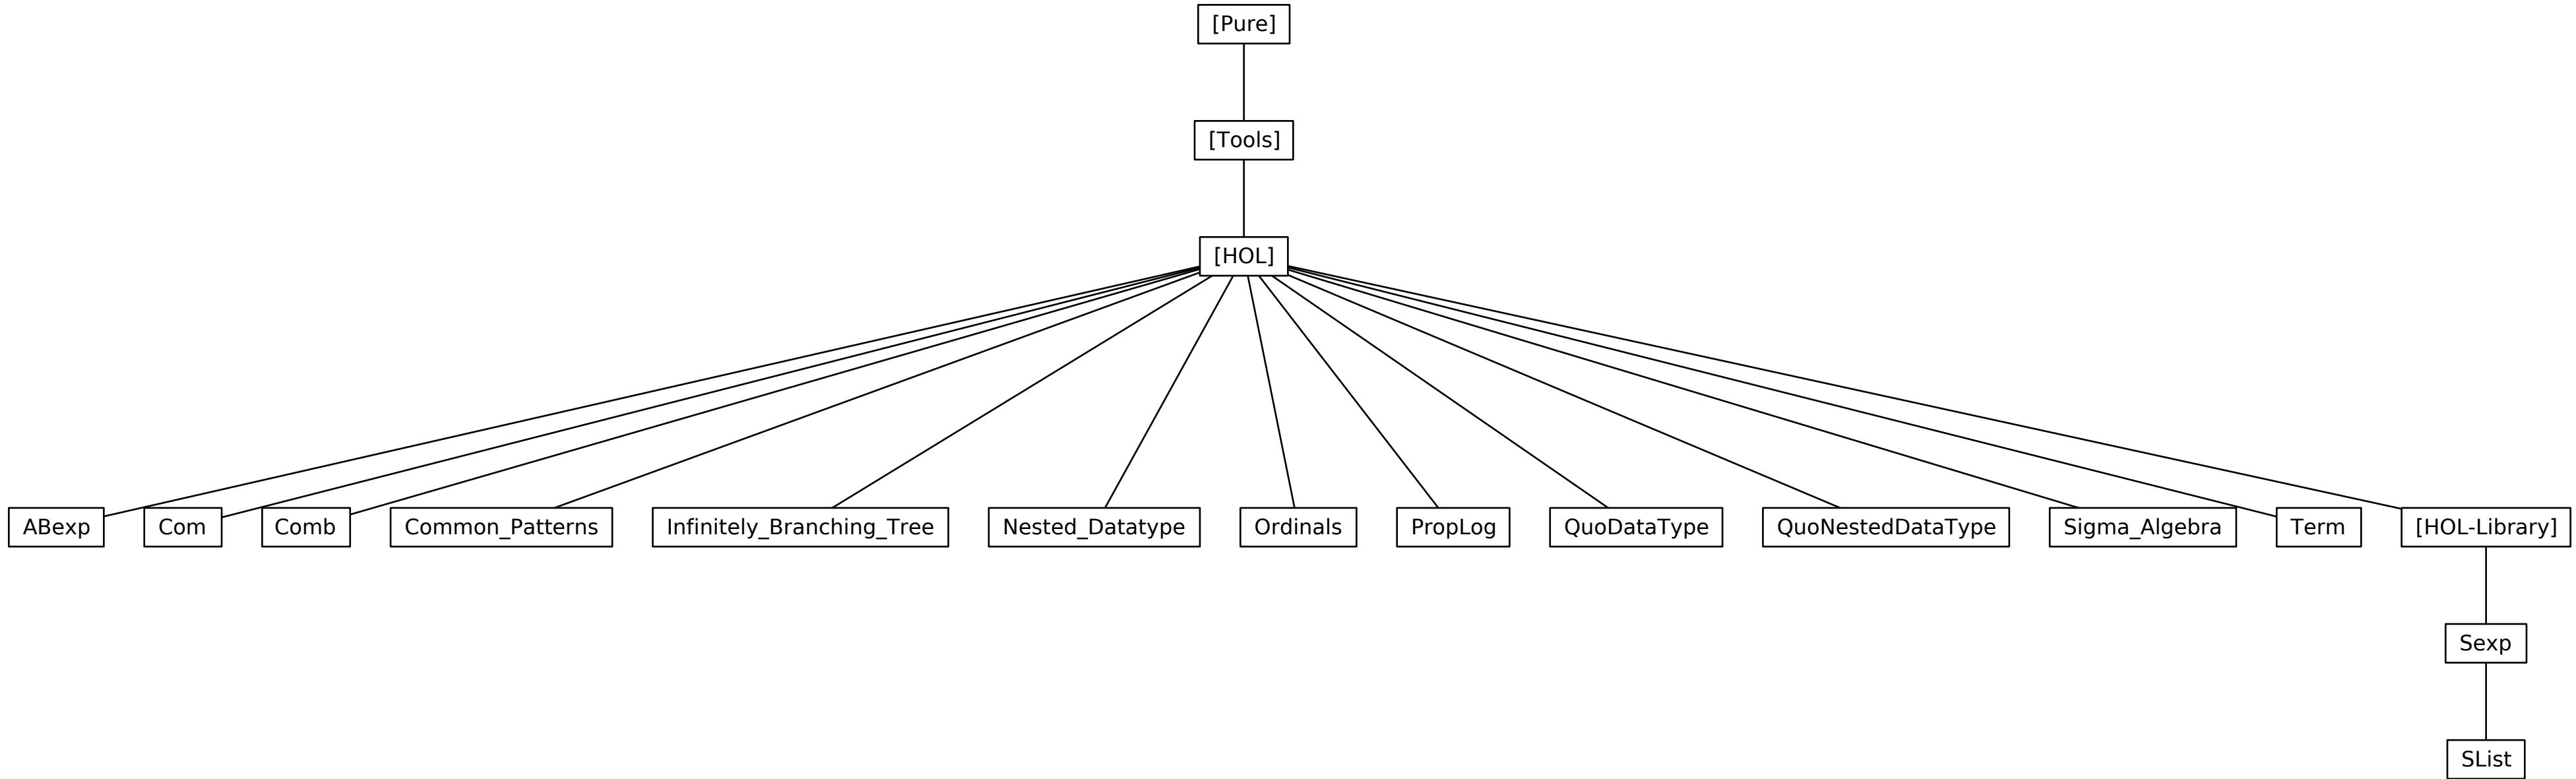 [Pure]
[Tools]
[HOL]
ABexp
Com
Comb
Common_Patterns
Infinitely_Branching_Tree
Nested_Datatype
Ordinals
PropLog
QuoDataType
QuoNestedDataType
Sigma_Algebra
Term
[HOL-Library]
Sexp
SList